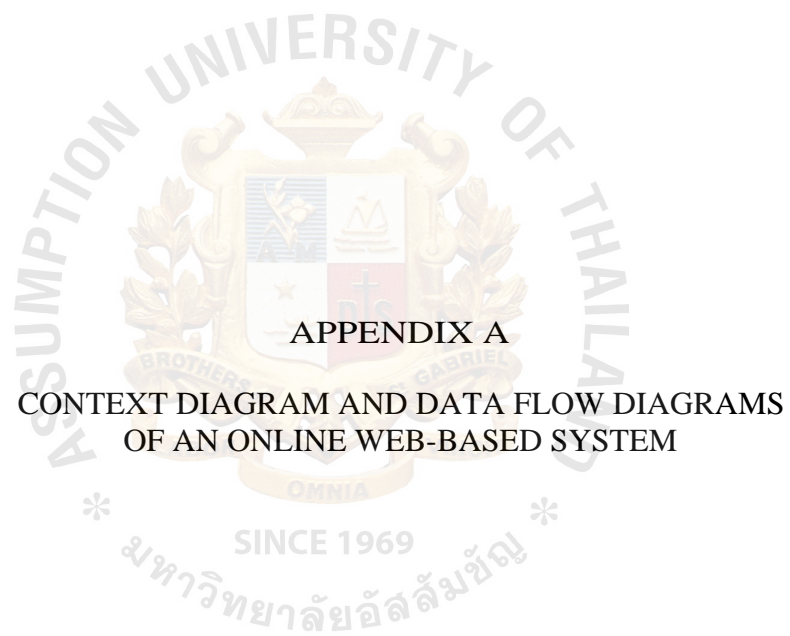 ASSUMPTION UNIVERSITY OF THAILAND
A M
D S
APPENDIX A
BROTHERS GABRIEL
CONTEXT DIAGRAM AND DATA FLOW DIAGRAMS
OF AN ONLINE WEB-BASED SYSTEM
OMNIA
* *
SINCE 1969
มหาวิทยาลัยอัสสัมชัญ